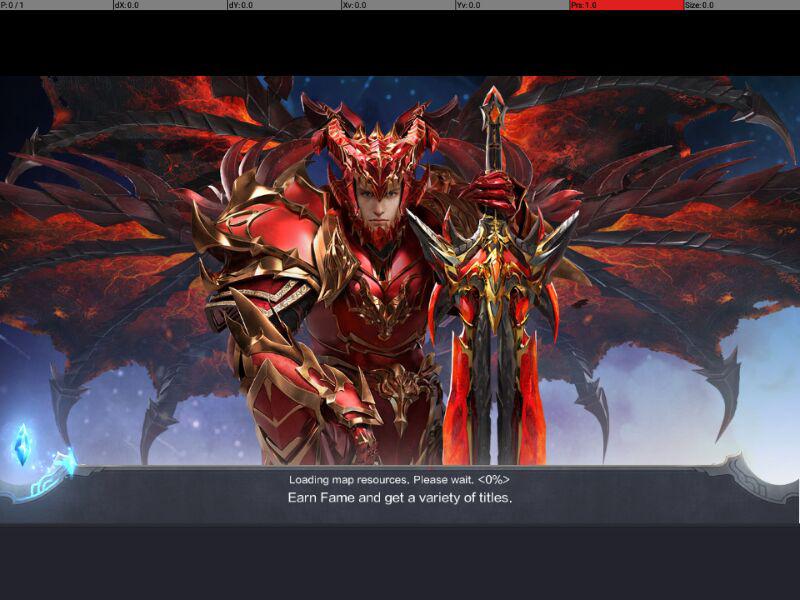 P: 0 / 1 dX: 0.0 dY: 0.0 Xv: 0.0 Yv: 0.0 Prs: 1.0 Size: 0.0
Loading map resources. Please wait. <0%>
Earn Fame and get a variety of titles.